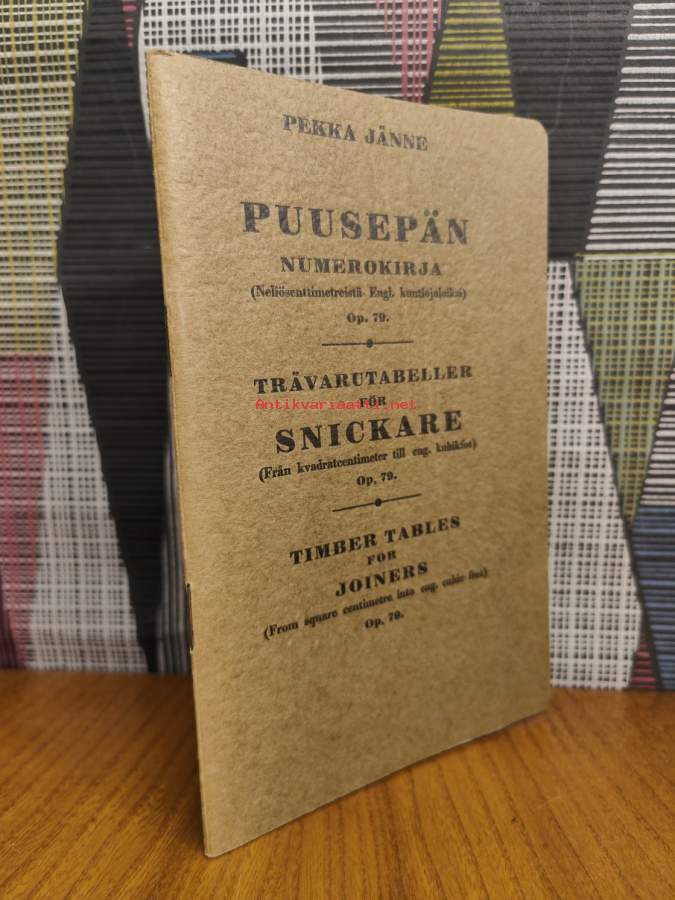 PEKKA JÄNNE
PUUSEPÄN
NUMEROKIRJA
(Neliösenttimetreistä Engl. kuutiojaloiksi)
Op. 79.
TRÄVARUTABELLER
FÖR
Antikvariaatti.net
SNICKARE
(Från kvadratcentimeter till eng. kubikfot)
Op, 79.
TIMBER TABLES
FOR
JOINERS
(From square centimetre into eng. cubic feet)
Op. 79.